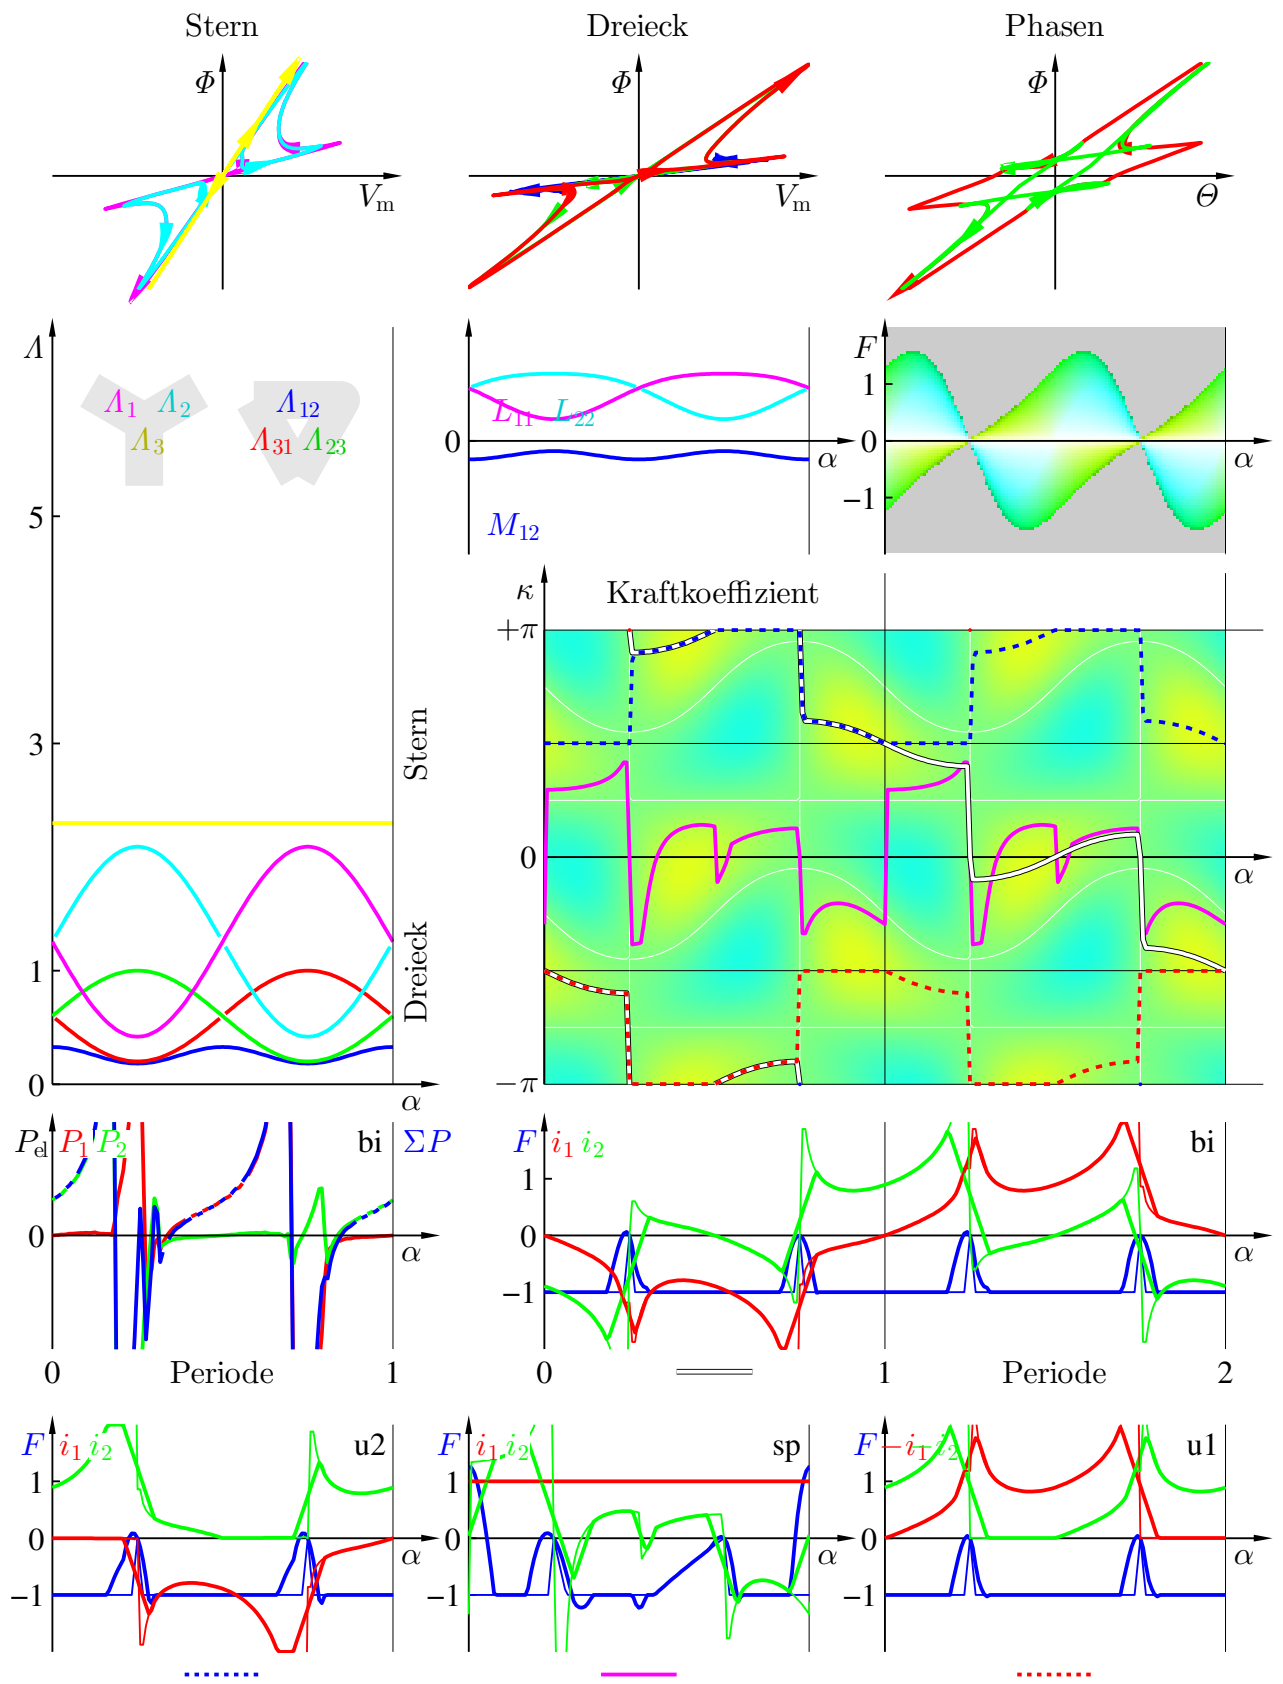 Stern Dreieck Phasen
Φ Φ Φ
V_m V_m Θ
Λ F
Λ_1 Λ_2 Λ_12 1
Λ_3 Λ_31 Λ_23 L_11 L_22 0 α 0 α
M_12 −1
5
κ Kraftkoeffizient
+π
3 Stern
0 α
1 Dreieck
0 α −π
P_el P_1 P_2 bi ΣP F i_1 i_2 bi
1
0 α 0 α
−1
0 Periode 1 0 1 Periode 2
F i_1 i_2 u2 F i_1 i_2 sp F −i_1 −i_2 u1
1 1 1
0 α 0 α 0 α
−1 −1 −1